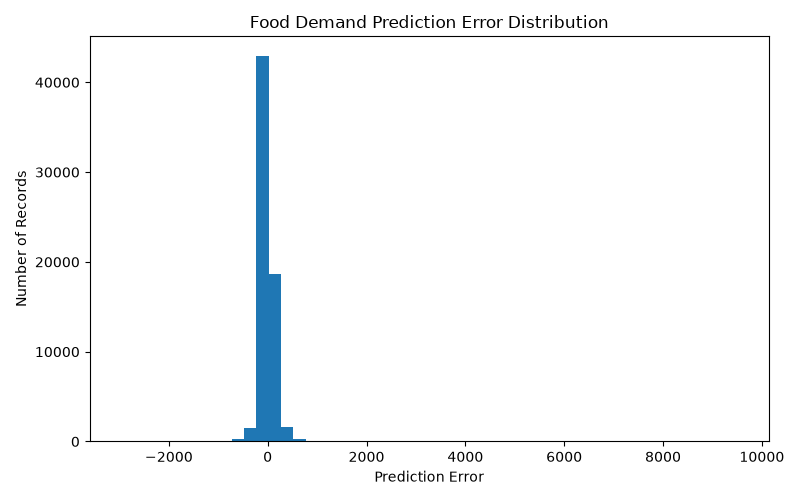 Food Demand Prediction Error Distribution
40000
30000
20000
10000
0
Number of Records
−2000 0 2000 4000 6000 8000 10000
Prediction Error